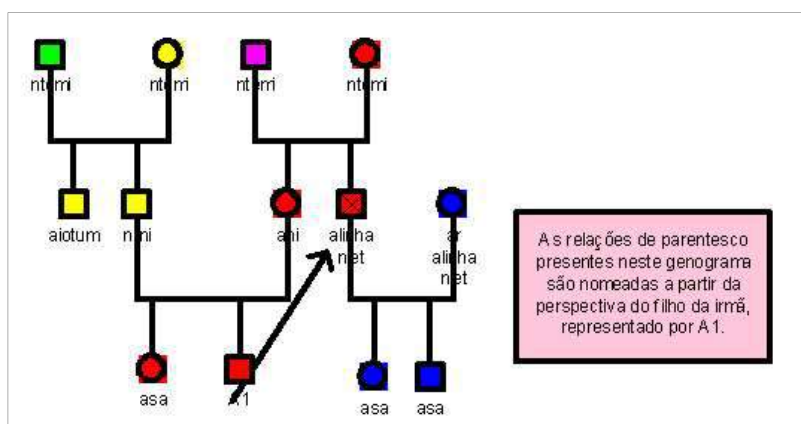 ntemi ntemi ntemi ntemi
aiotum nini ani alinha ar
net alinha
net
As relações de parentesco
presentes neste genograma
são nomeadas a partir da
perspectiva do filho da irmã,
representado por A1.
asa A1 asa asa